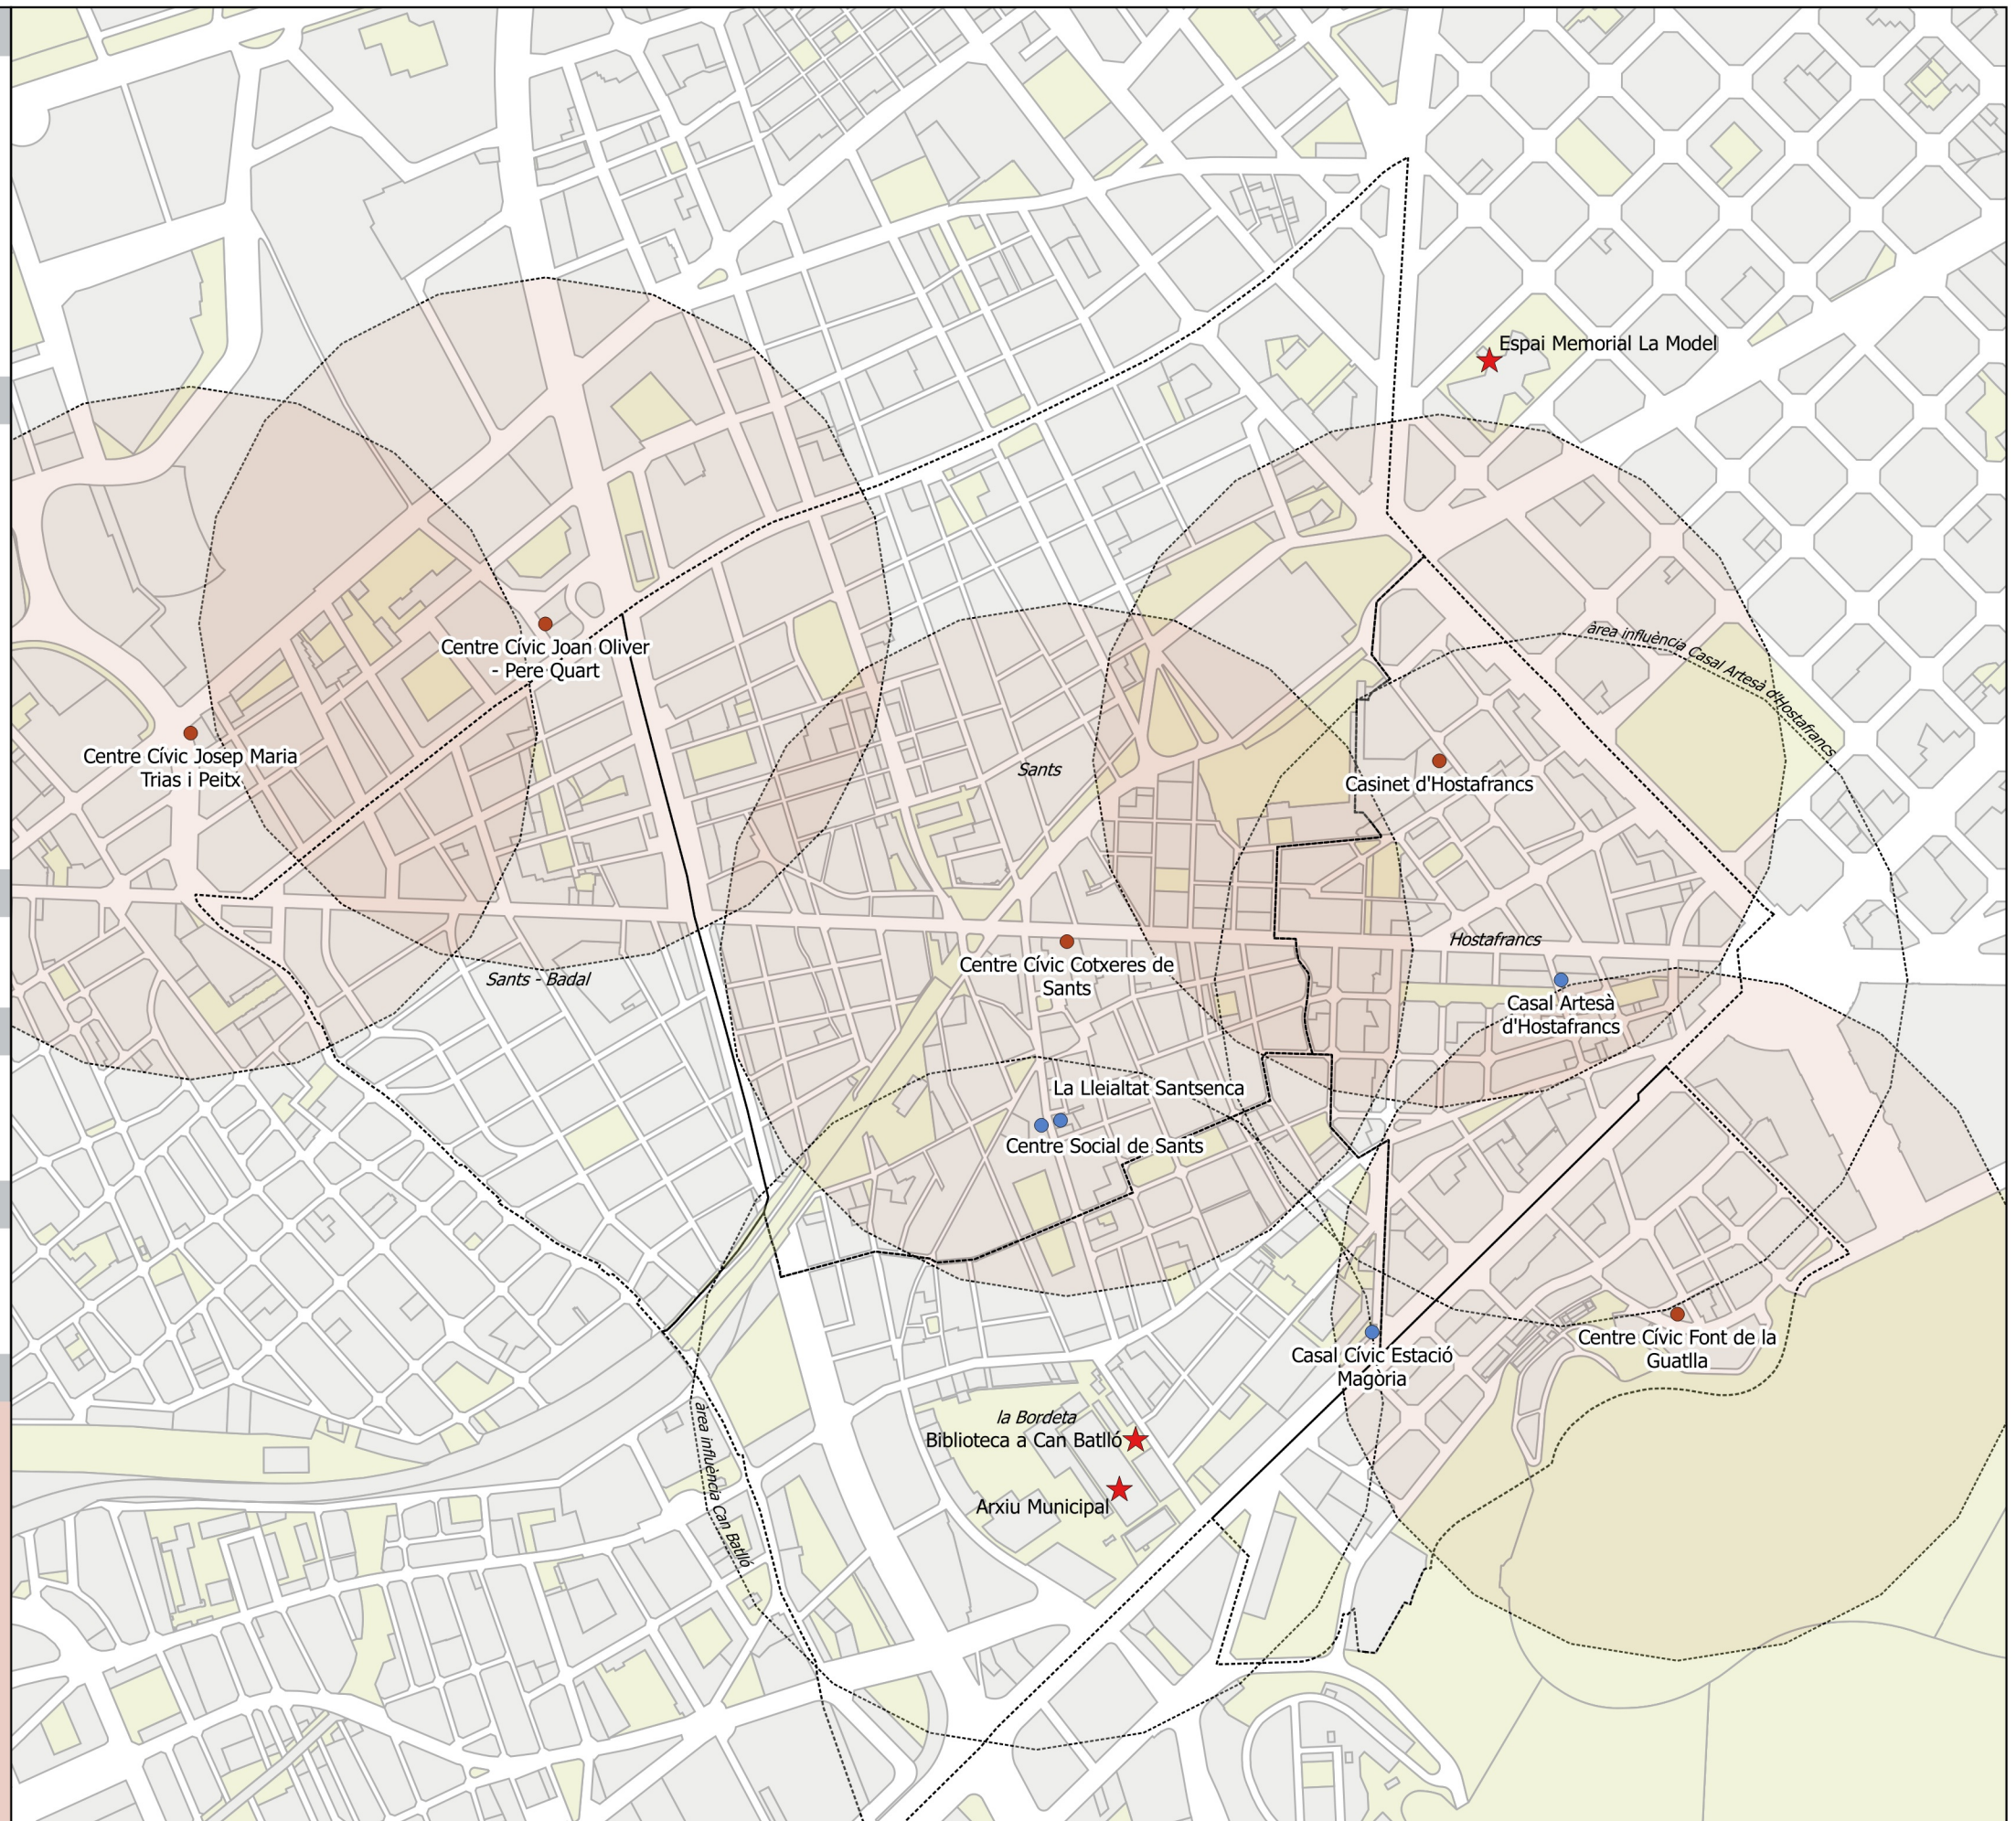 Espai Memorial La Model
àrea influència Casal Artesà d'Hostafrancs
Centre Cívic Joan Oliver
- Pere Quart
Centre Cívic Josep Maria
Trias i Peitx
Sants
Casinet d'Hostafrancs
Hostafrancs
Centre Cívic Cotxeres de
Sants
Sants - Badal
Casal Artesà
d'Hostafrancs
La Lleialtat Santsenca
Centre Social de Sants
Centre Cívic Font de la
Guatlla
Casal Cívic Estació
Magòria
àrea influència Can Batlló
la Bordeta
Biblioteca a Can Batlló
Arxiu Municipal